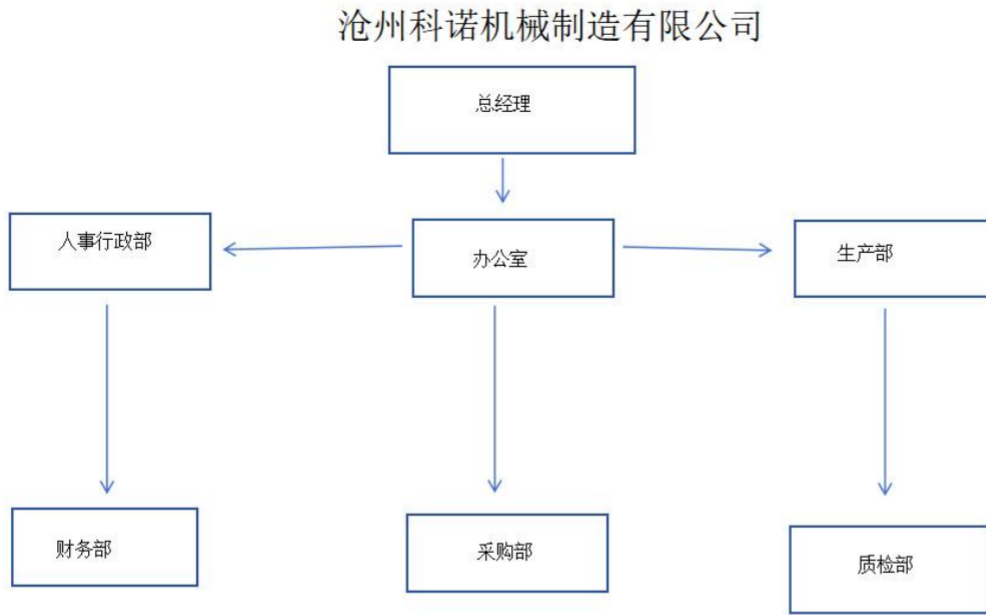 沧州科诺机械制造有限公司
总经理
人事行政部
办公室
生产部
财务部
采购部
质检部